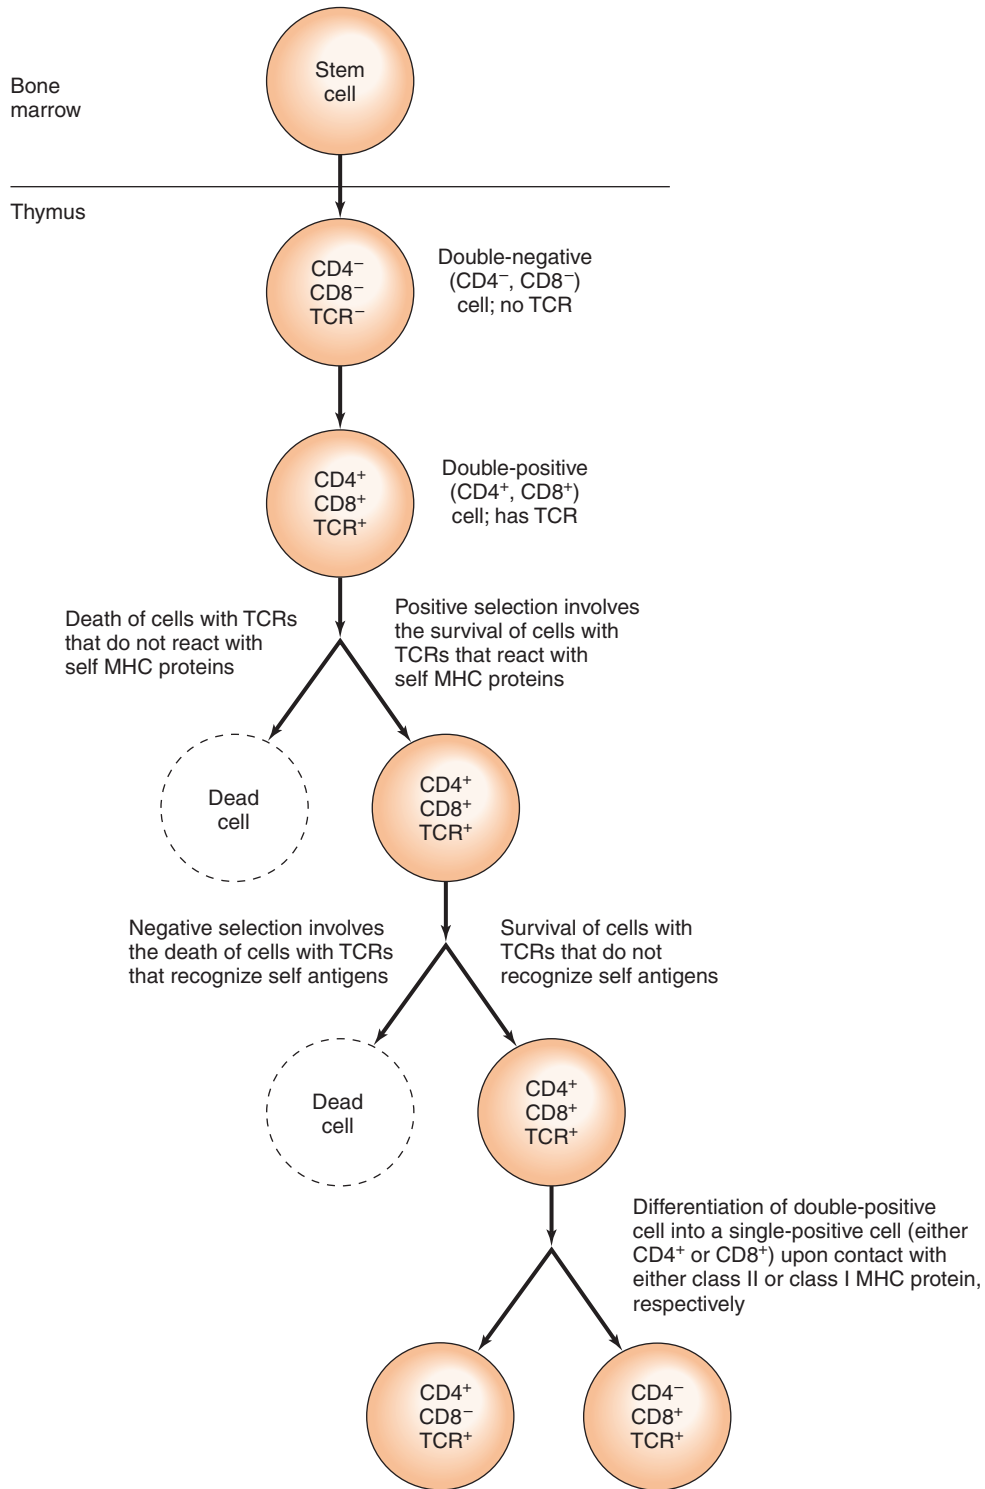 Bone
marrow
Stem
cell
Thymus
CD4⁻
CD8⁻
TCR⁻
Double-negative
(CD4⁻, CD8⁻)
cell; no TCR
CD4⁺
CD8⁺
TCR⁺
Double-positive
(CD4⁺, CD8⁺)
cell; has TCR
Death of cells with TCRs
that do not react with
self MHC proteins
Positive selection involves
the survival of cells with
TCRs that react with
self MHC proteins
Dead
cell
CD4⁺
CD8⁺
TCR⁺
Negative selection involves
the death of cells with TCRs
that recognize self antigens
Survival of cells with
TCRs that do not
recognize self antigens
Dead
cell
CD4⁺
CD8⁺
TCR⁺
Differentiation of double-positive
cell into a single-positive cell (either
CD4⁺ or CD8⁺) upon contact with
either class II or class I MHC protein,
respectively
CD4⁺
CD8⁻
TCR⁺
CD4⁻
CD8⁺
TCR⁺